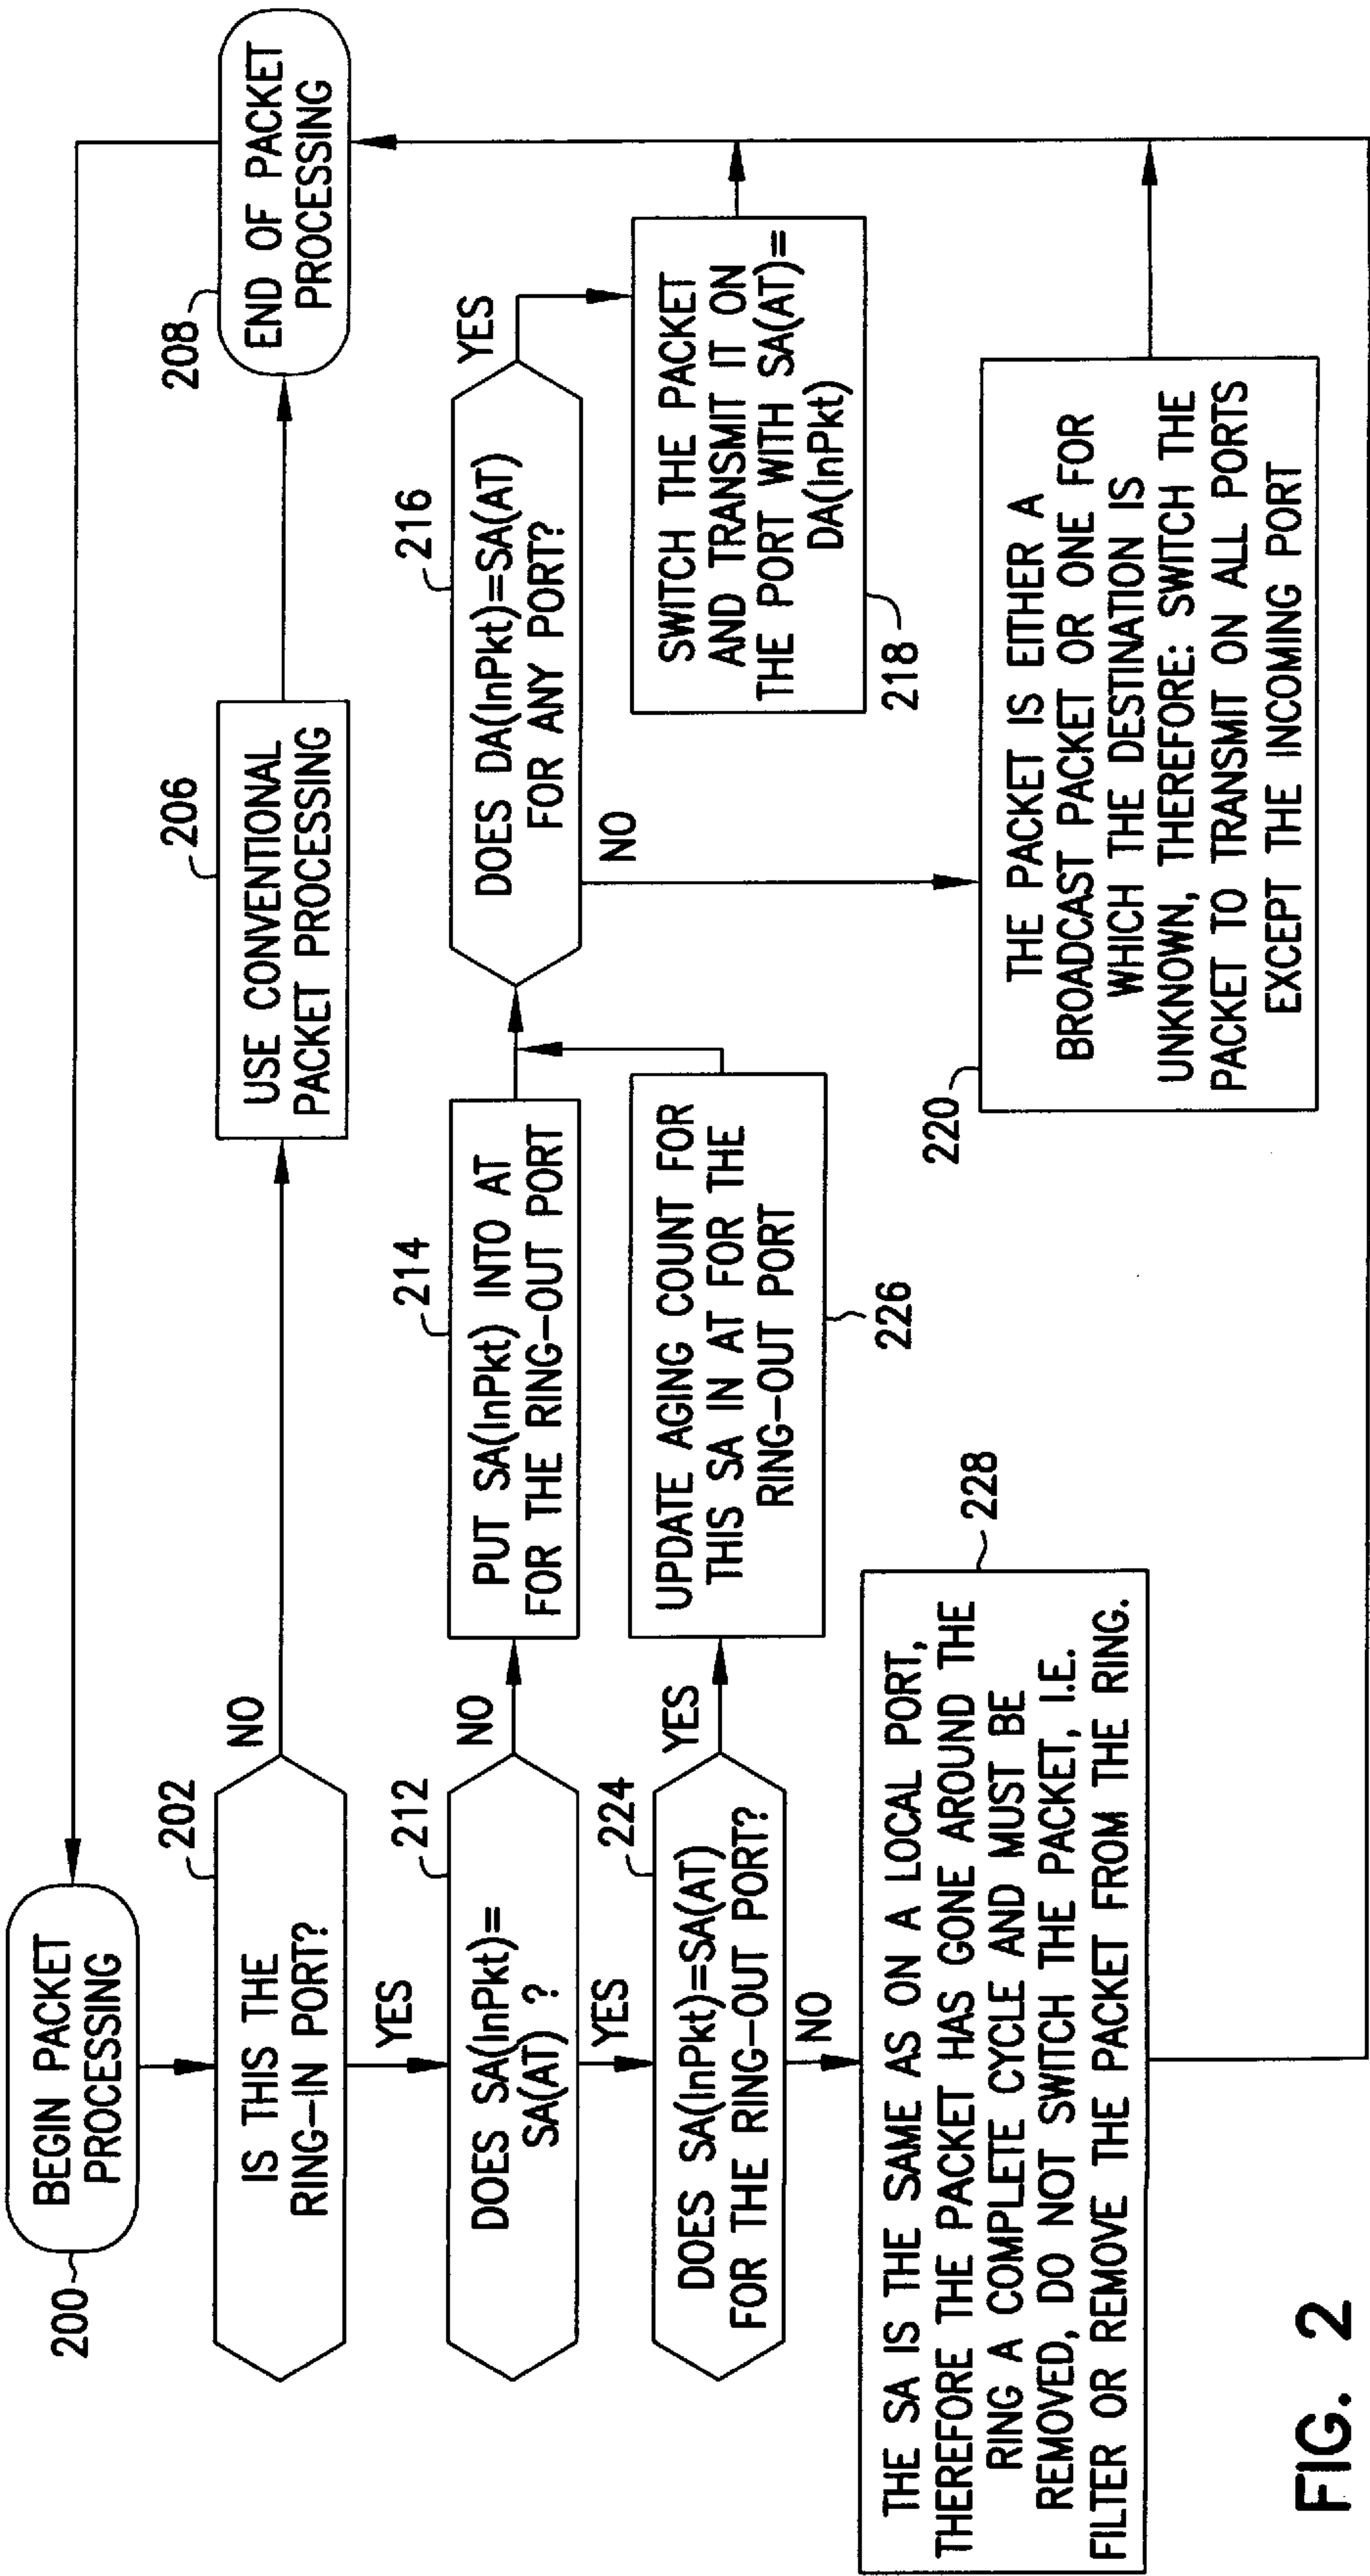 200
BEGIN PACKET
PROCESSING
202
IS THIS THE
RING-IN PORT?
NO
YES
206
USE CONVENTIONAL
PACKET PROCESSING
208
END OF PACKET
PROCESSING
212
DOES SA(InPkt)=
SA(AT) ?
NO
YES
214
PUT SA(InPkt) INTO AT
FOR THE RING-OUT PORT
216
DOES DA(InPkt)=SA(AT)
FOR ANY PORT?
YES
NO
SWITCH THE PACKET
AND TRANSMIT IT ON
THE PORT WITH SA(AT)=
DA(InPkt)
218
224
DOES SA(InPkt)=SA(AT)
FOR THE RING-OUT PORT?
YES
NO
UPDATE AGING COUNT FOR
THIS SA IN AT FOR THE
RING-OUT PORT
226
220
THE PACKET IS EITHER A
BROADCAST PACKET OR ONE FOR
WHICH THE DESTINATION IS
UNKNOWN, THEREFORE: SWITCH THE
PACKET TO TRANSMIT ON ALL PORTS
EXCEPT THE INCOMING PORT
228
THE SA IS THE SAME AS ON A LOCAL PORT,
THEREFORE THE PACKET HAS GONE AROUND THE
RING A COMPLETE CYCLE AND MUST BE
REMOVED, DO NOT SWITCH THE PACKET, I.E.
FILTER OR REMOVE THE PACKET FROM THE RING.
FIG. 2